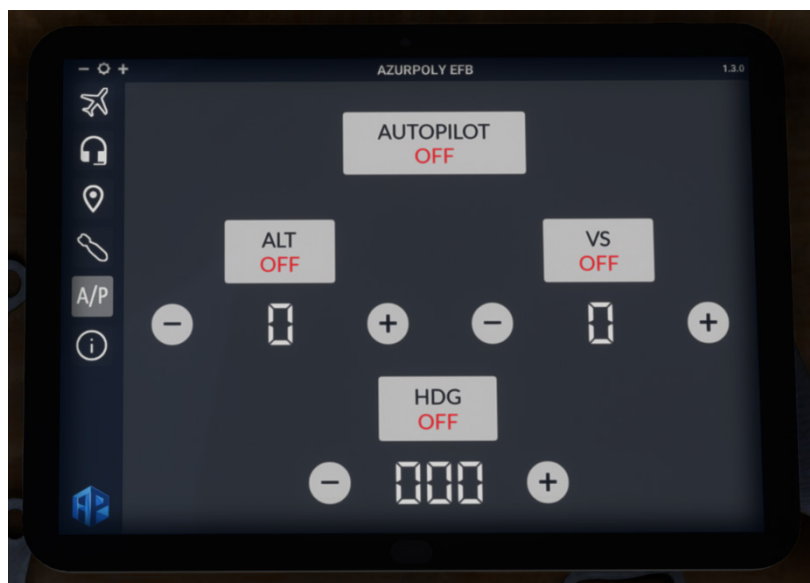 AZURPOLY EFB
1.3.0
AUTOPILOT
OFF
ALT
OFF
VS
OFF
A/P
0
0
HDG
OFF
000